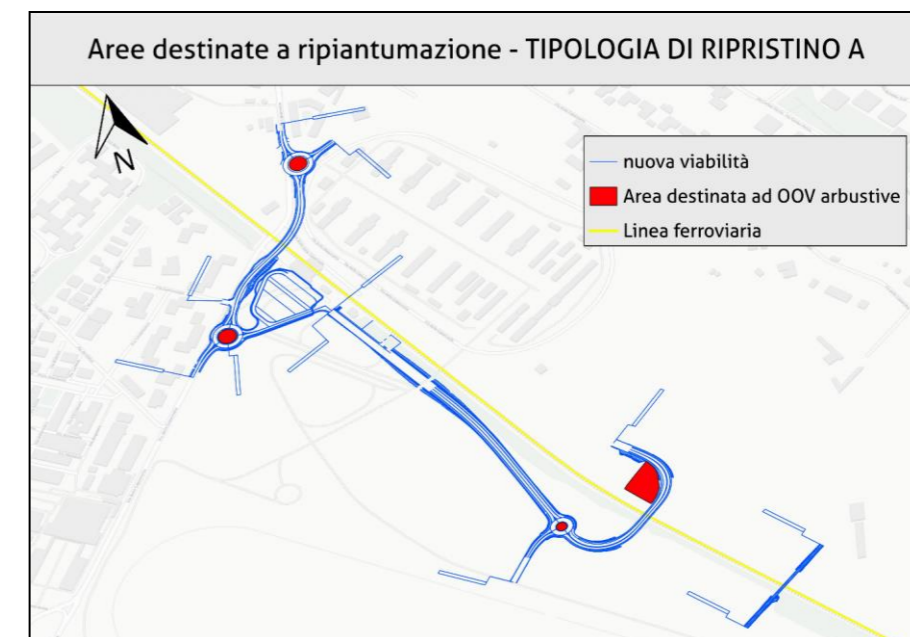 Aree destinate a ripiantumazione - TIPOLOGIA DI RIPRISTINO A
N
nuova viabilità
Area destinata ad OOV arbustive
Linea ferroviaria